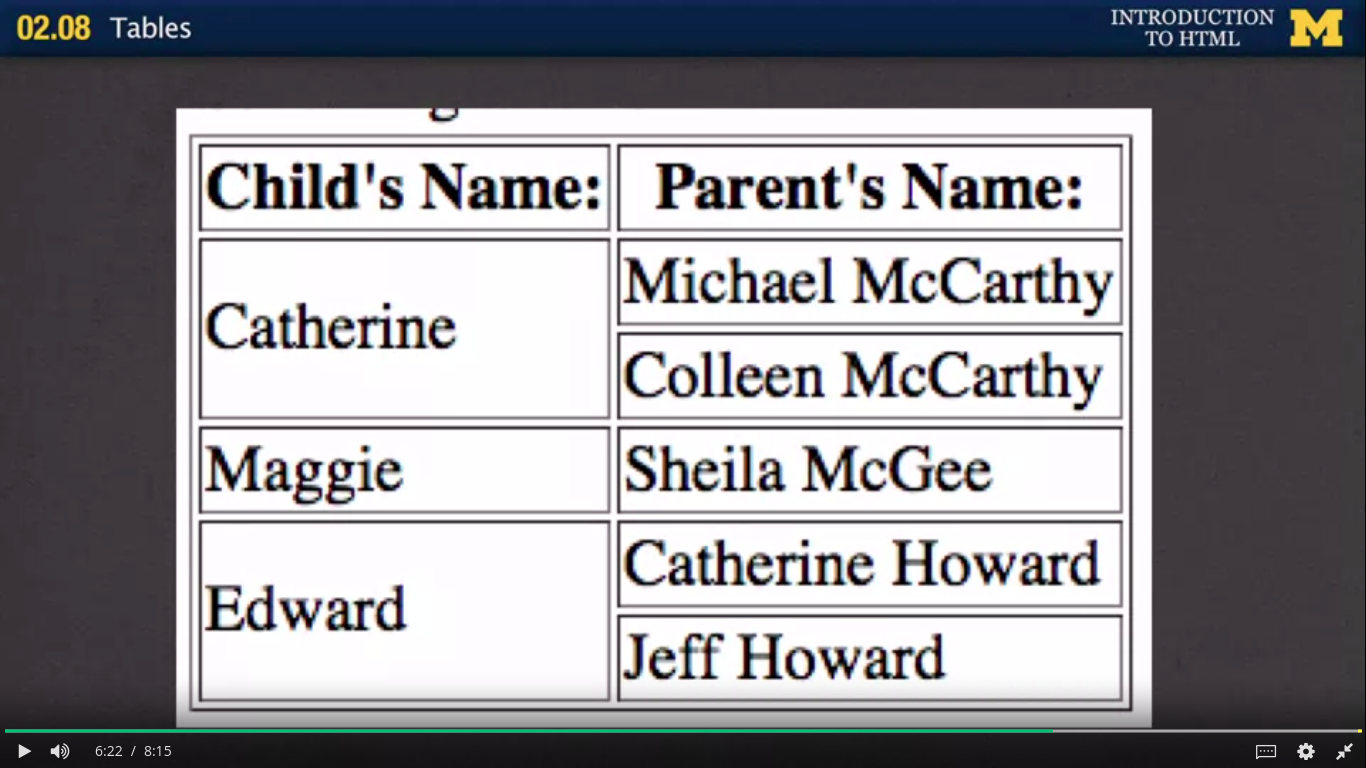 02.08 Tables
INTRODUCTION
TO HTML
M
Child's Name: Parent's Name:
Catherine
Michael McCarthy
Colleen McCarthy
Maggie Sheila McGee
Edward
Catherine Howard
Jeff Howard
6:22 / 8:15